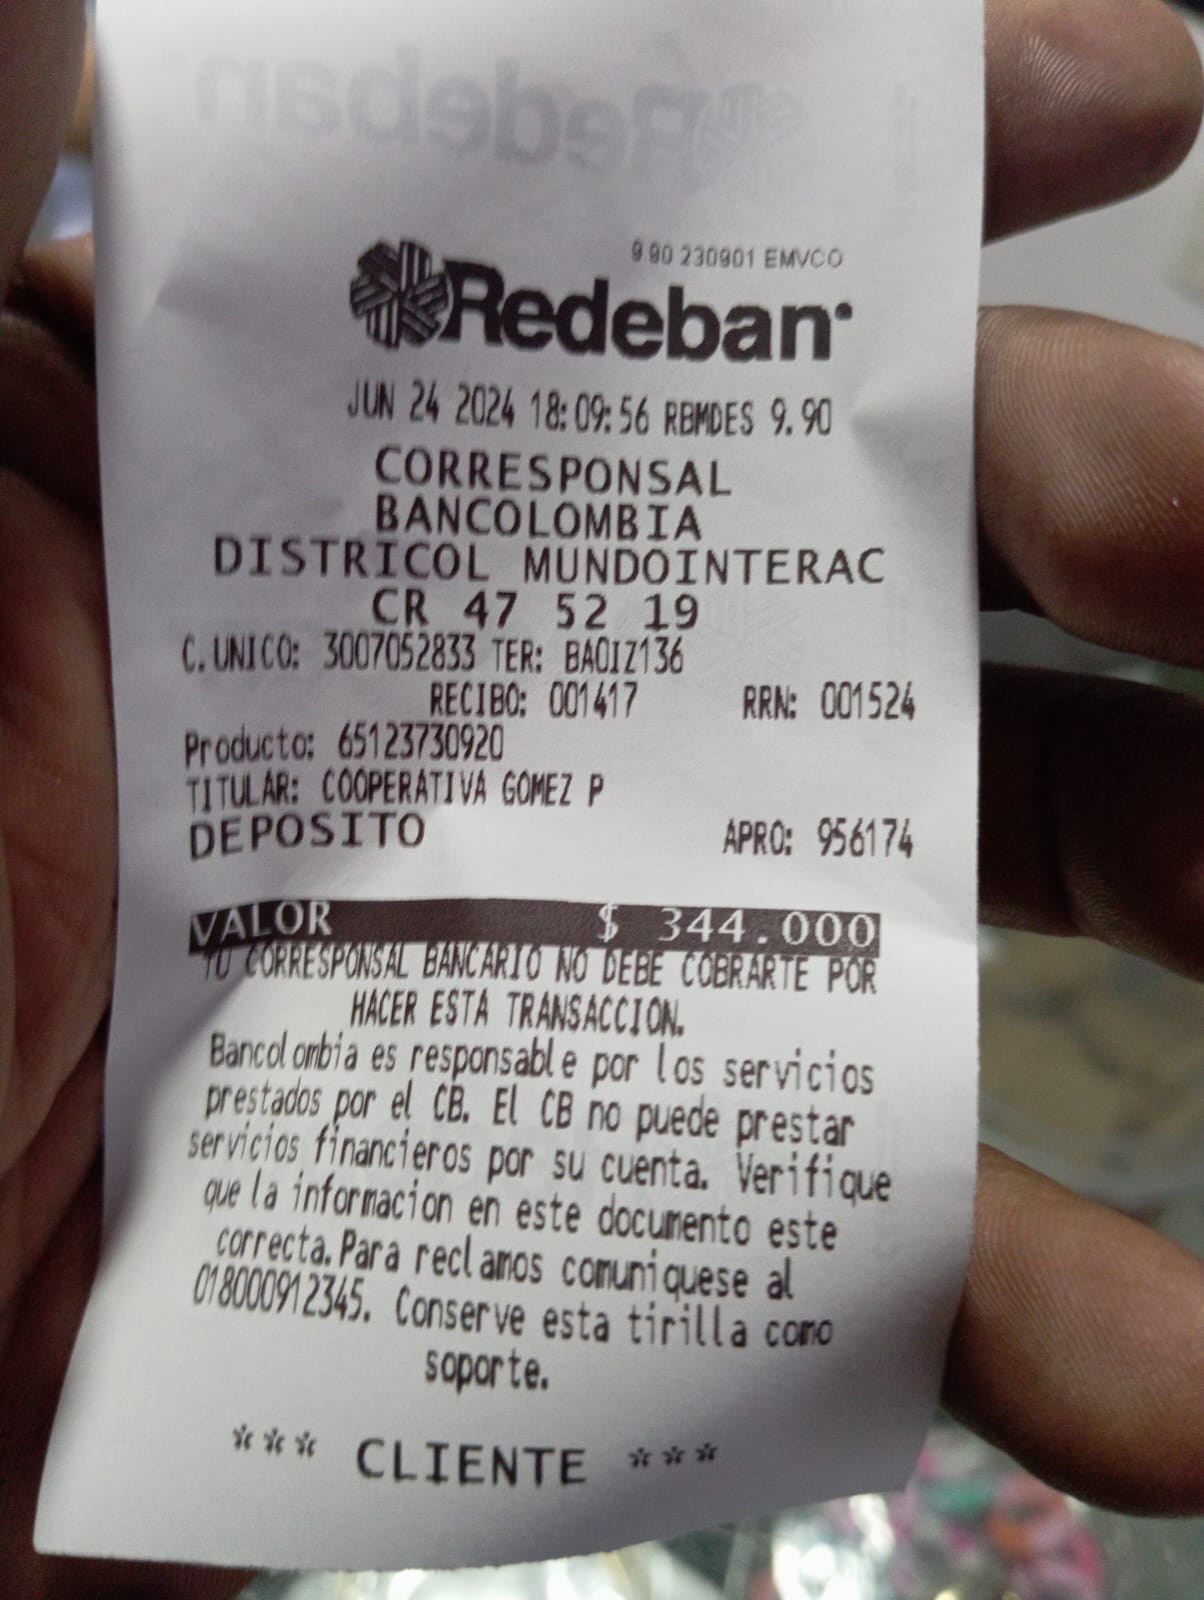 9.90 230901 EMVCO
Redeban
JUN 24 2024 18:09:56 RBMDES 9.90
CORRESPONSAL
BANCOLOMBIA
DISTRICOL MUNDOINTERAC
CR 47 52 19
C.UNICO: 3007052833 TER: BAOIZ136
RECIBO: 001417 RRN: 001524
Producto: 65123730920
TITULAR: COOPERATIVA GOMEZ P
DEPOSITO APRO: 956174
VALOR $ 344.000
TU CORRESPONSAL BANCARIO NO DEBE COBRARTE POR
HACER ESTA TRANSACCION.
Bancolombia es responsable por los servicios
prestados por el CB. El CB no puede prestar
servicios financieros por su cuenta. Verifique
que la informacion en este documento este
correcta.Para reclamos comuniquese al
018000912345. Conserve esta tirilla como
soporte.
*** CLIENTE ***